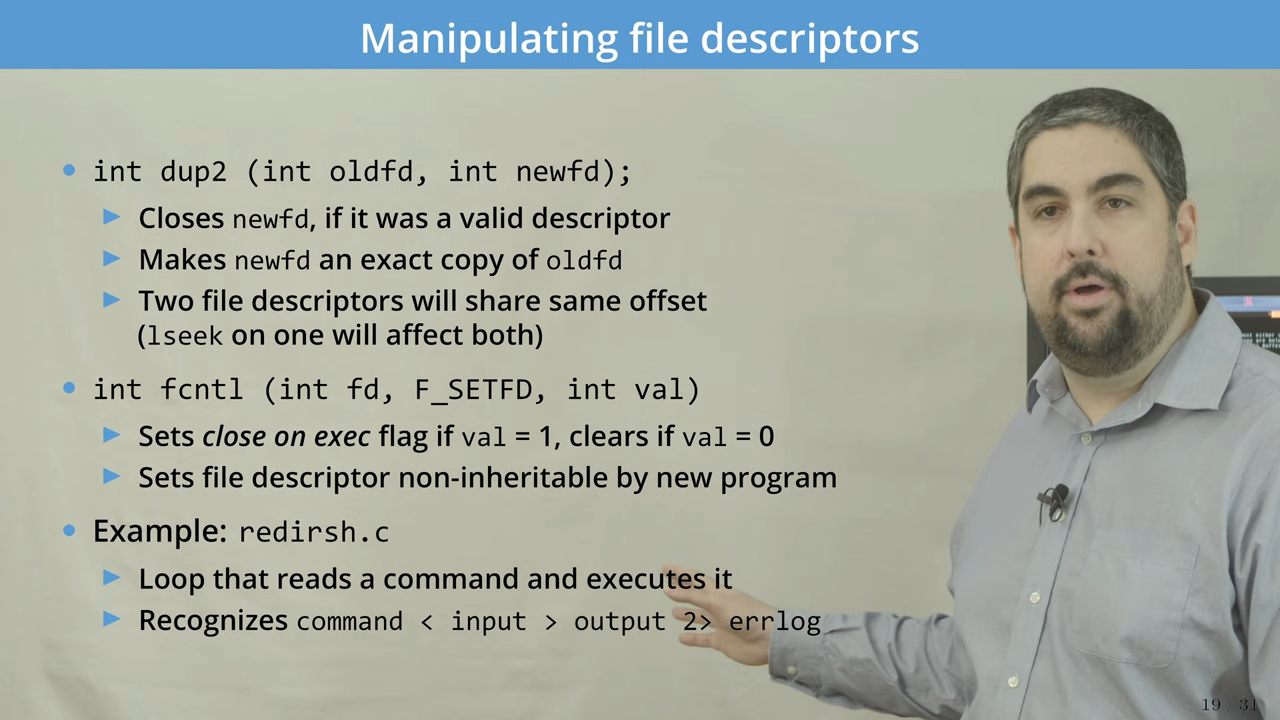 Manipulating file descriptors
• int dup2 (int oldfd, int newfd);
▶ Closes newfd, if it was a valid descriptor
▶ Makes newfd an exact copy of oldfd
▶ Two file descriptors will share same offset
(lseek on one will affect both)
• int fcntl (int fd, F_SETFD, int val)
▶ Sets close on exec flag if val = 1, clears if val = 0
▶ Sets file descriptor non-inheritable by new program
• Example: redirsh.c
▶ Loop that reads a command and executes it
▶ Recognizes command < input > output 2> errlog
19 / 31